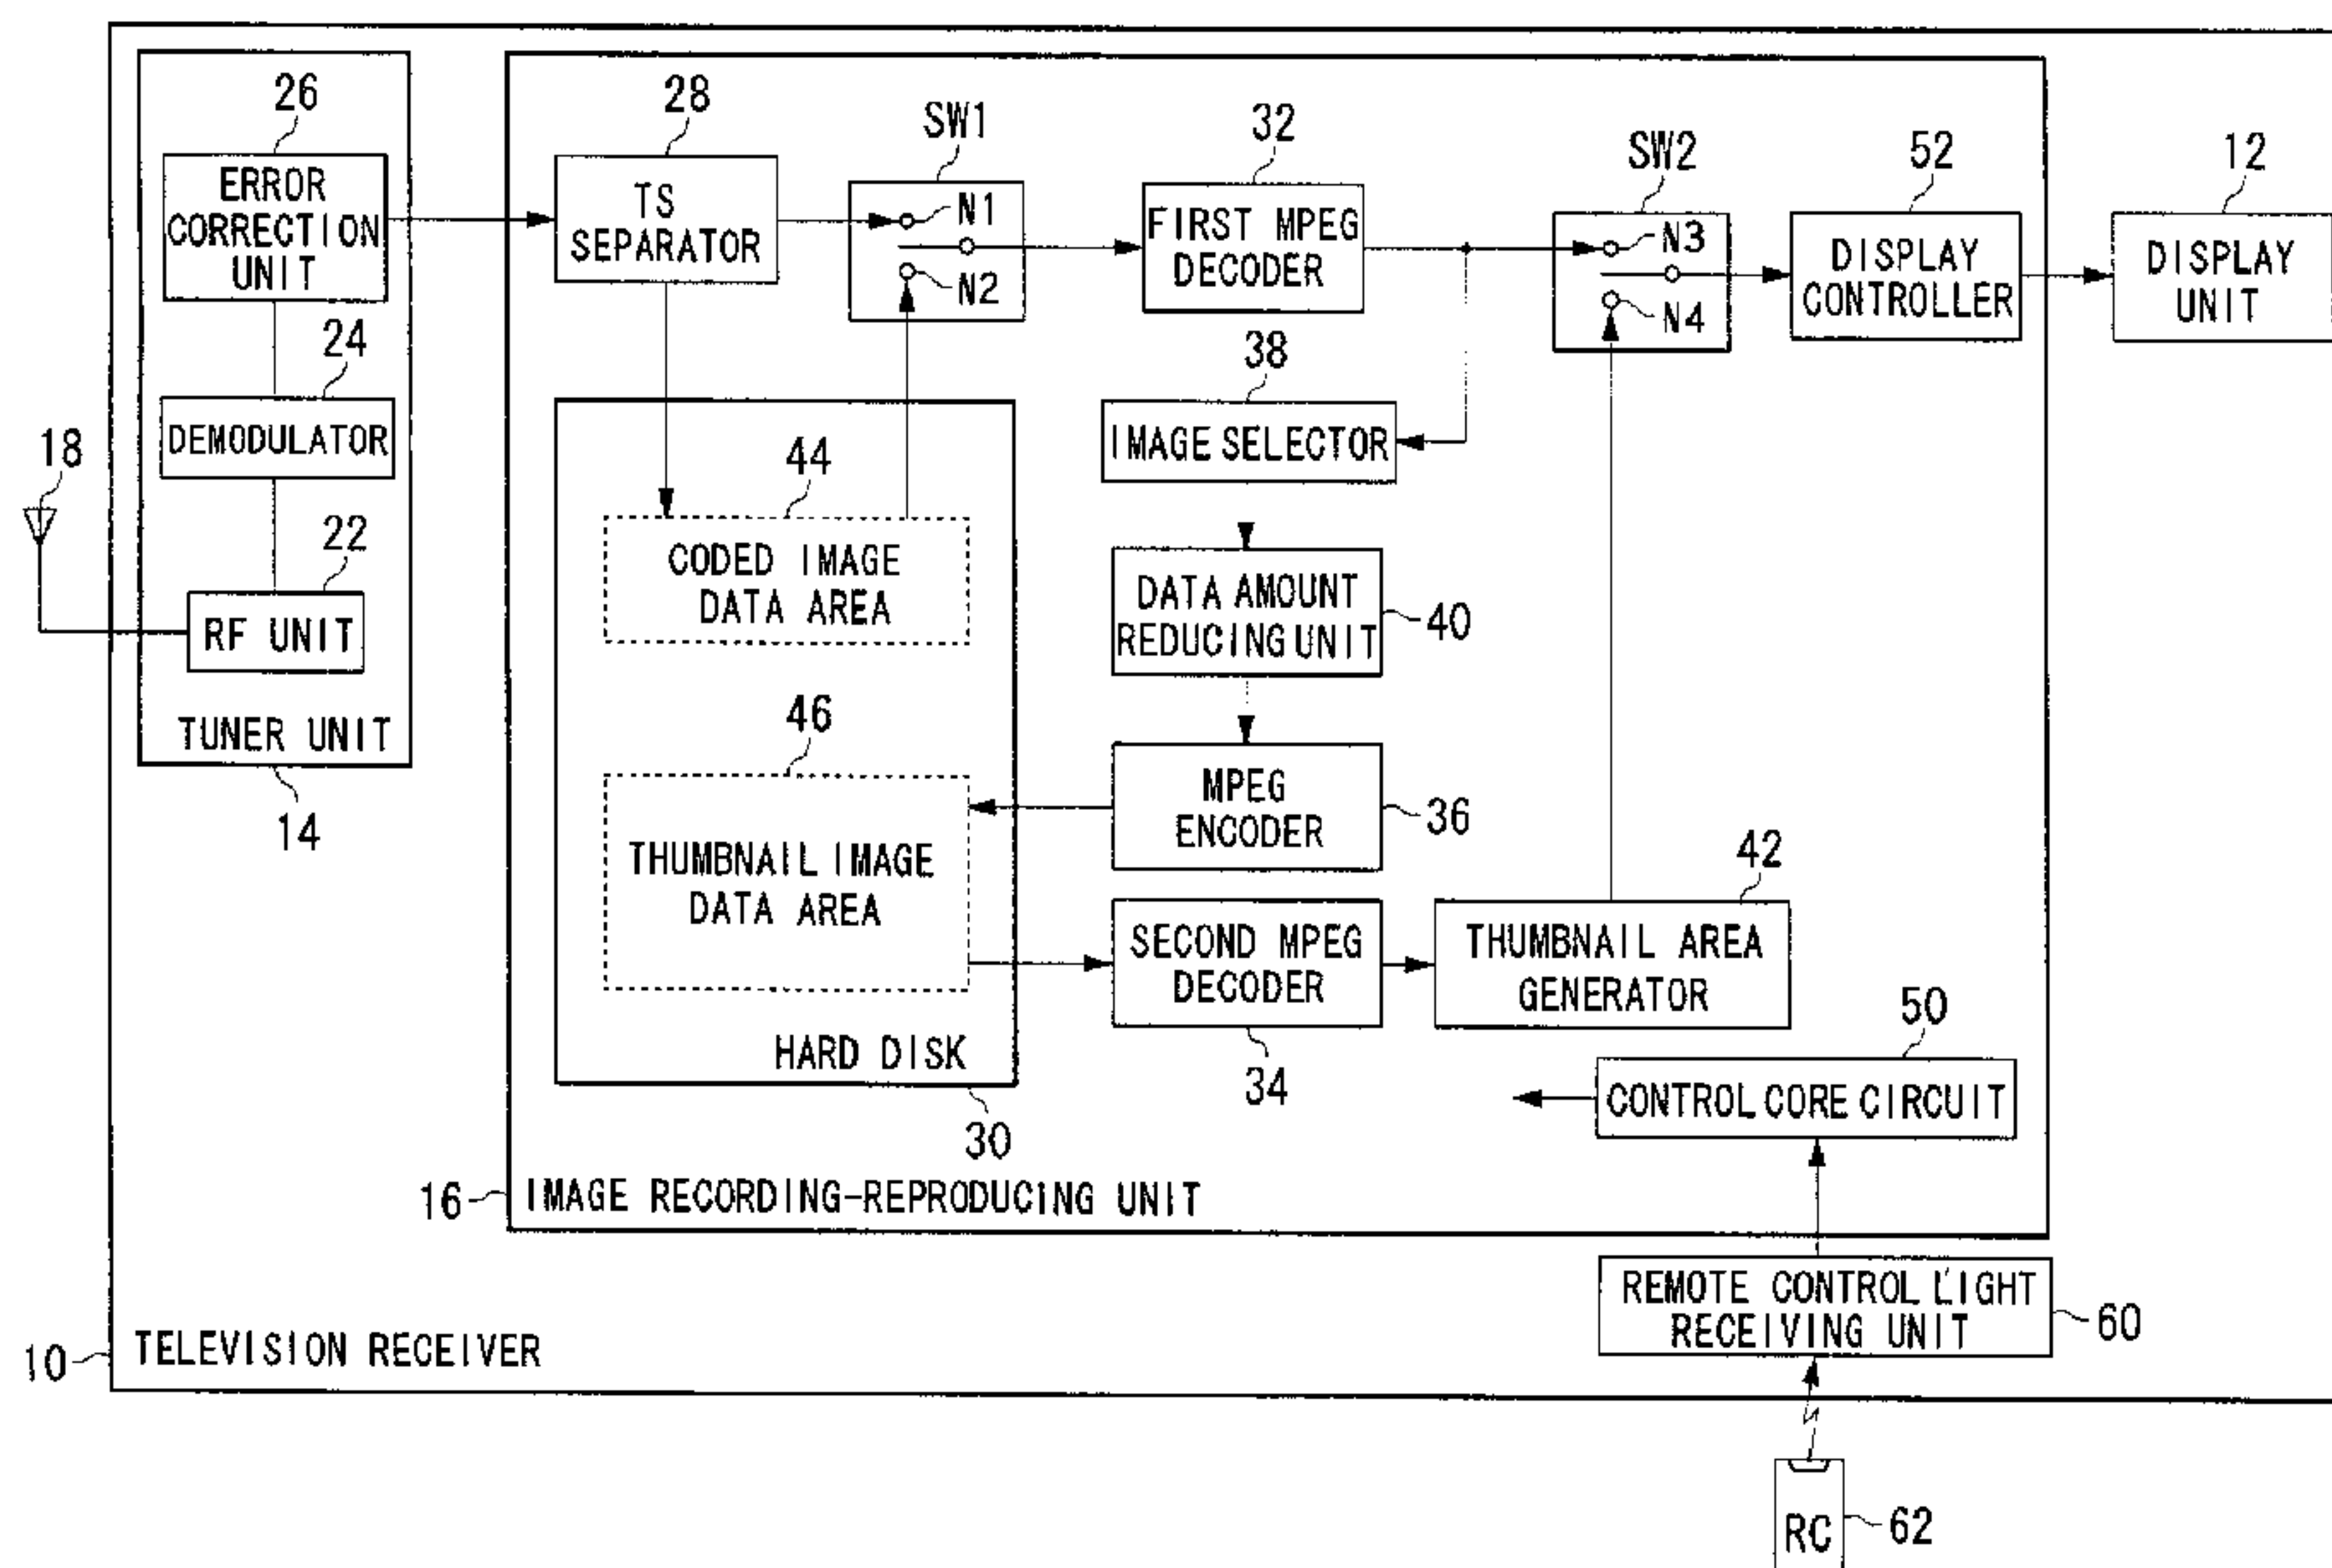 26
ERROR
CORRECTION
UNIT
24
DEMODULATOR
18
22
RF UNIT
TUNER UNIT
14
28
TS
SEPARATOR
SW1
N1
N2
32
FIRST MPEG
DECODER
SW2
N3
N4
52
DISPLAY
CONTROLLER
12
DISPLAY
UNIT
38
IMAGE SELECTOR
44
CODED IMAGE
DATA AREA
DATA AMOUNT
REDUCING UNIT
40
46
THUMBNAIL IMAGE
DATA AREA
MPEG
ENCODER
36
42
SECOND MPEG
DECODER
34
THUMBNAIL AREA
GENERATOR
HARD DISK
30
50
CONTROL CORE CIRCUIT
16
IMAGE RECORDING-REPRODUCING UNIT
REMOTE CONTROL LIGHT
RECEIVING UNIT
60
10
TELEVISION RECEIVER
RC
62